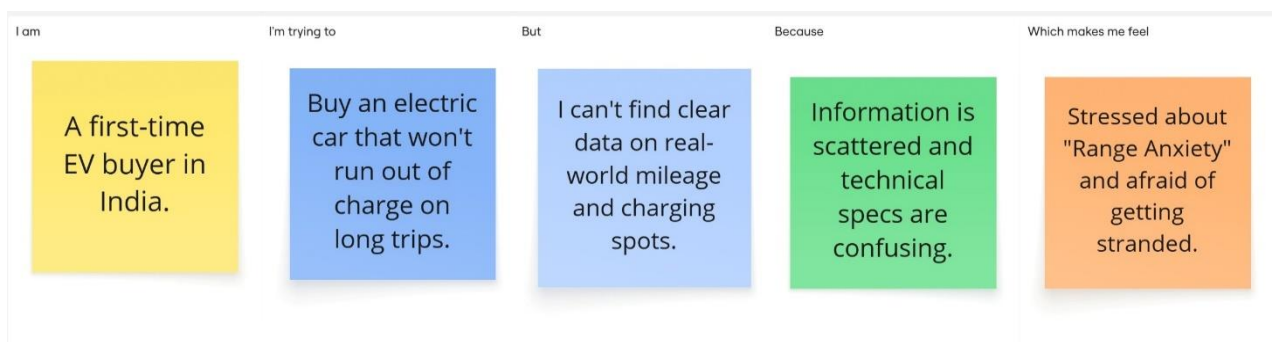 I am
I'm trying to
But
Because
Which makes me feel
A first-time
EV buyer in
India.
Buy an electric
car that won't
run out of
charge on
long trips.
I can't find clear
data on real-
world mileage
and charging
spots.
Information is
scattered and
technical
specs are
confusing.
Stressed about
"Range Anxiety"
and afraid of
getting
stranded.